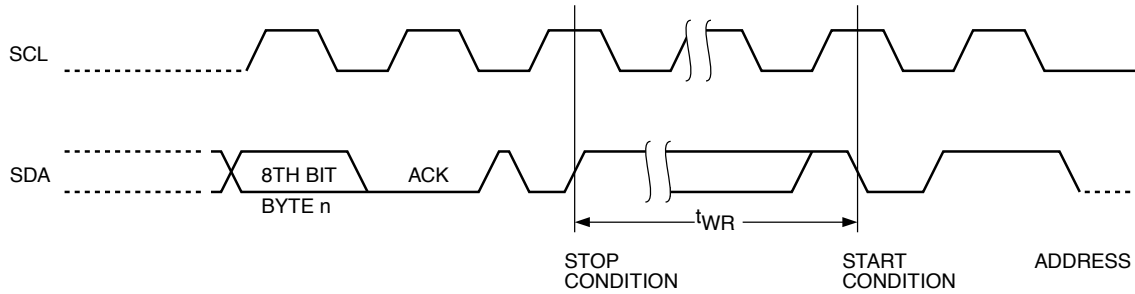 SCL
SDA
8TH BIT
ACK
BYTE n
tWR
STOP
CONDITION
START
CONDITION
ADDRESS